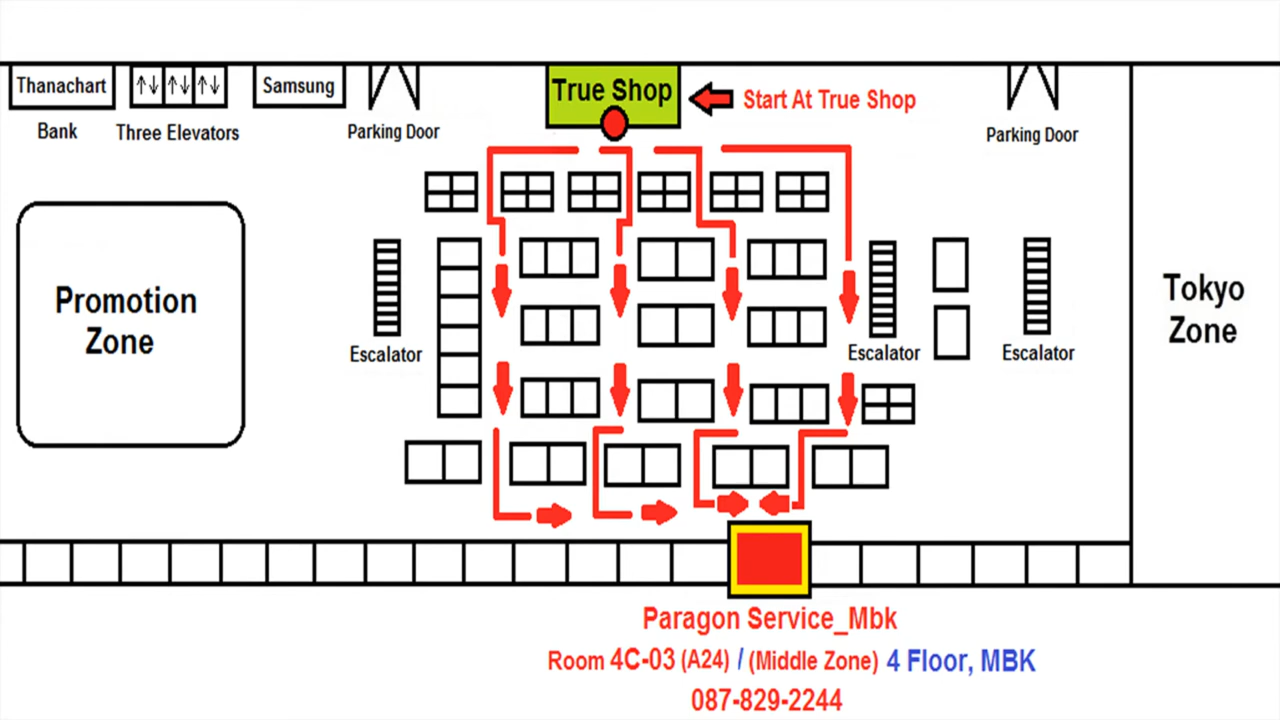 Thanachart
Bank
Three Elevators
Samsung
Parking Door
True Shop
Start At True Shop
Parking Door
Promotion
Zone
Escalator
Escalator
Escalator
Tokyo
Zone
Paragon Service_Mbk
Room 4C-03 (A24) / (Middle Zone) 4 Floor, MBK
087-829-2244